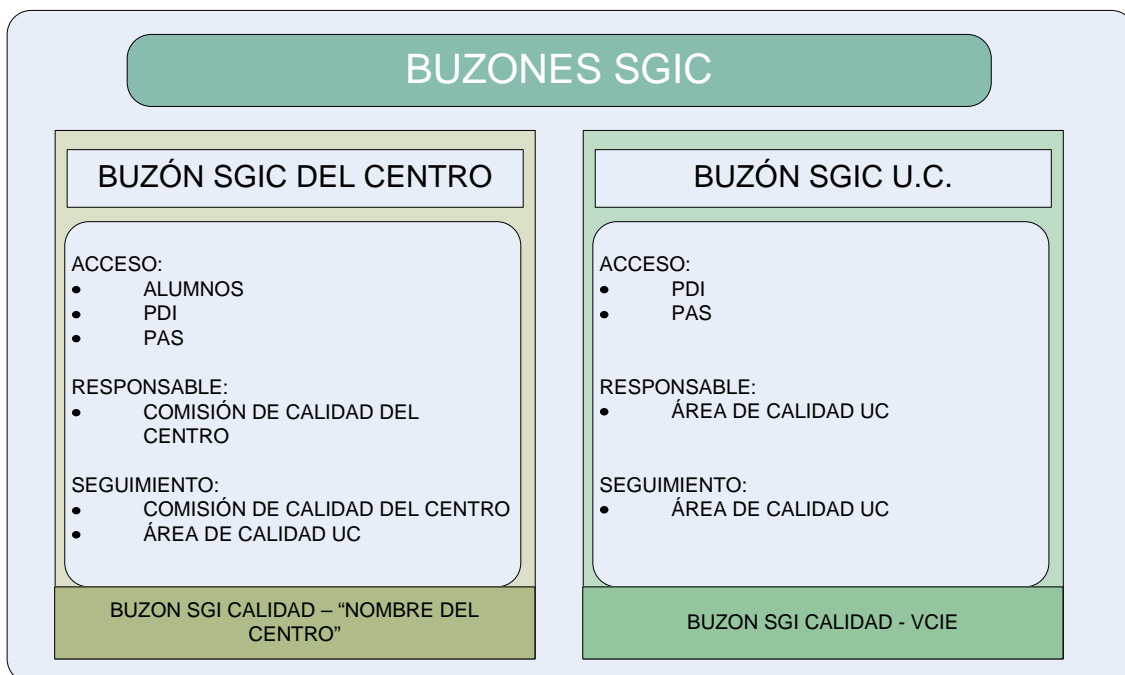 BUZONES SGIC
BUZÓN SGIC DEL CENTRO
ACCESO:
• ALUMNOS
• PDI
• PAS
RESPONSABLE:
• COMISIÓN DE CALIDAD DEL
CENTRO
SEGUIMIENTO:
• COMISIÓN DE CALIDAD DEL CENTRO
• ÁREA DE CALIDAD UC
BUZON SGI CALIDAD – “NOMBRE DEL
CENTRO”
BUZÓN SGIC U.C.
ACCESO:
• PDI
• PAS
RESPONSABLE:
• ÁREA DE CALIDAD UC
SEGUIMIENTO:
• ÁREA DE CALIDAD UC
BUZON SGI CALIDAD - VCIE